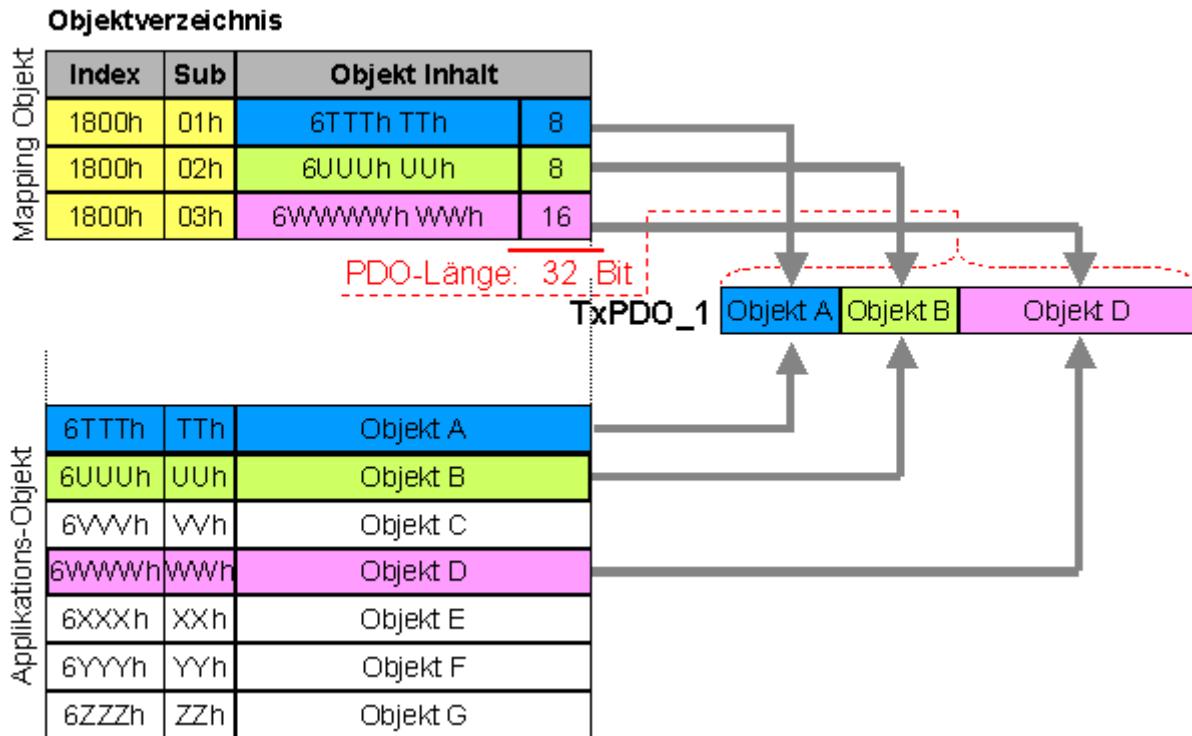 Objektverzeichnis
Mapping Objekt
Index Sub Objekt Inhalt
1800h 01h 6TTTh TTh 8
1800h 02h 6UUUh UUh 8
1800h 03h 6WWWWh WWh 16
PDO-Länge: 32 Bit
TxPDO_1 Objekt A Objekt B Objekt D
Applikations-Objekt
6TTTh TTh Objekt A
6UUUh UUh Objekt B
6VVVh VVh Objekt C
6WWWh WWh Objekt D
6XXXh XXh Objekt E
6YYYh YYh Objekt F
6ZZZh ZZh Objekt G